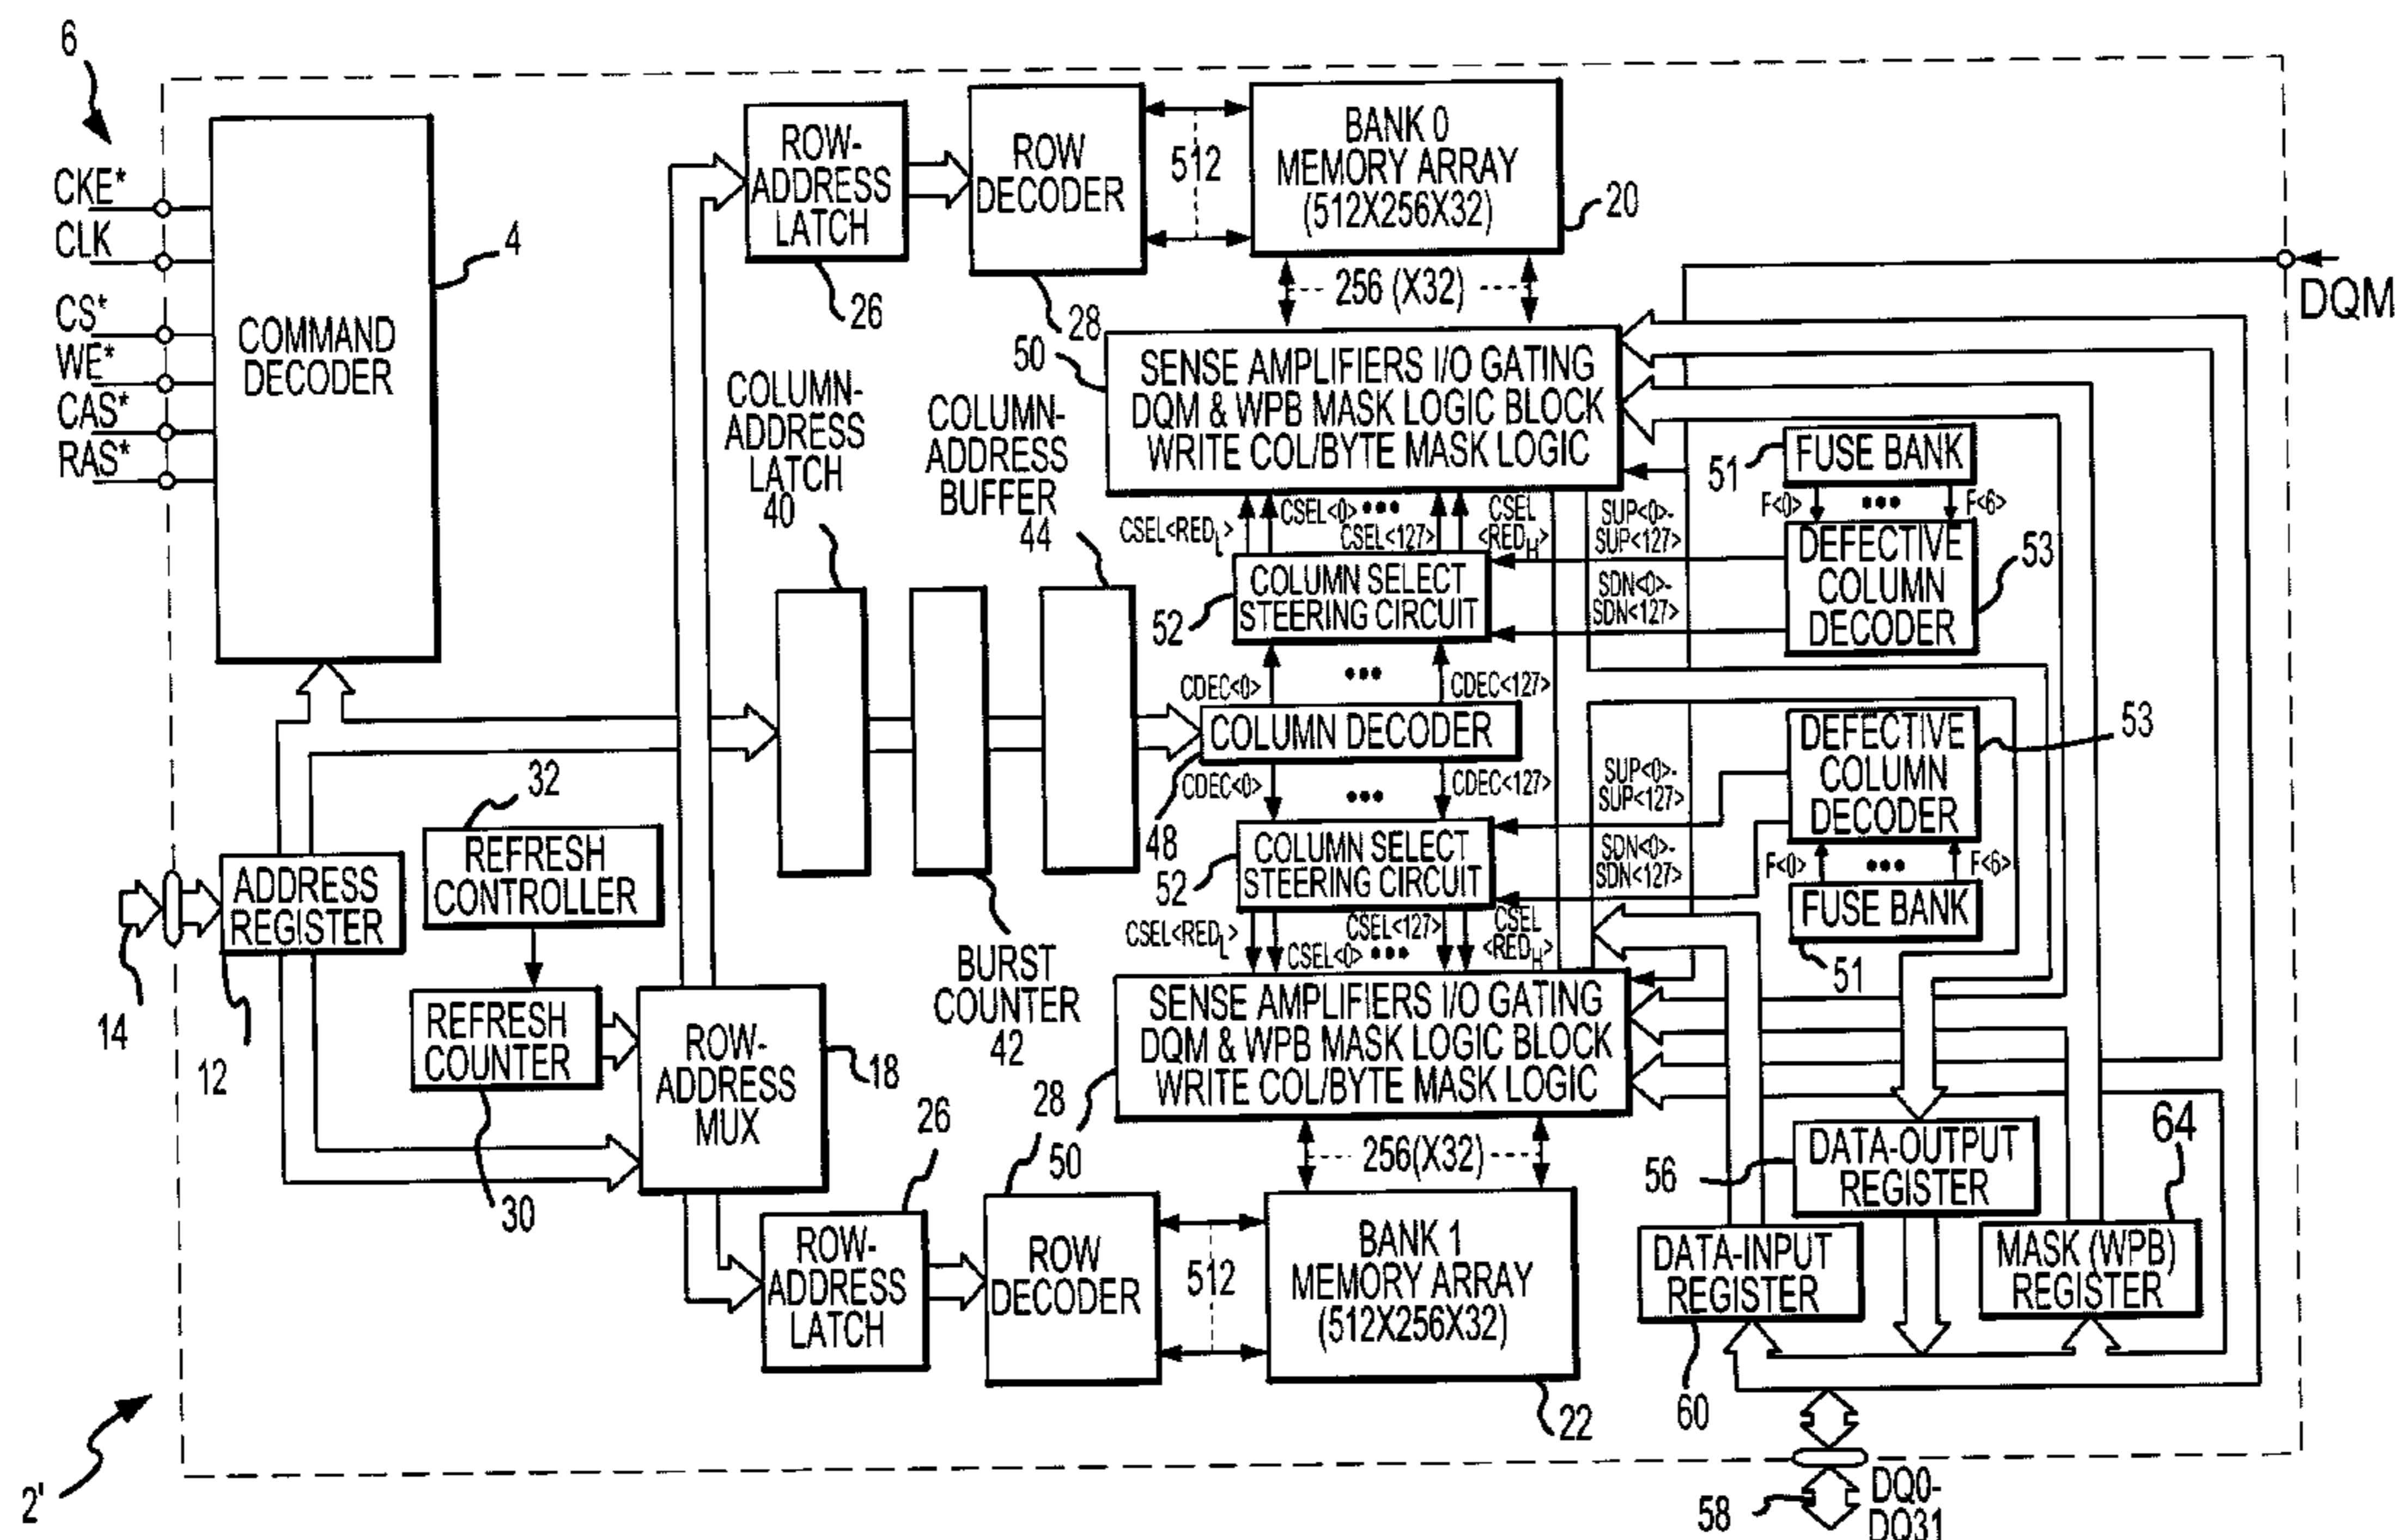 6
CKE*
CLK
CS*
WE*
CAS*
RAS*
COMMAND
DECODER
4
ROW-
ADDRESS
LATCH
26
ROW
DECODER
28
512
BANK 0
MEMORY ARRAY
(512X256X32)
20
256 (X32)
DQM
50
SENSE AMPLIFIERS I/O GATING
DQM & WPB MASK LOGIC BLOCK
WRITE COL/BYTE MASK LOGIC
COLUMN-
ADDRESS
LATCH
40
COLUMN-
ADDRESS
BUFFER
44
51
FUSE BANK
F<0>
•••
F<6>
CSEL<REDL>
CSEL<0>
•••
CSEL<127>
CSEL
<REDH>
SUP<0>-
SUP<127>
DEFECTIVE
COLUMN
DECODER
53
52
COLUMN SELECT
STEERING CIRCUIT
SDN<0>-
SDN<127>
CDEC<0>
•••
CDEC<127>
COLUMN DECODER
48
CDEC<0>
•••
CDEC<127>
SUP<0>-
SUP<127>
DEFECTIVE
COLUMN
DECODER
53
52
COLUMN SELECT
STEERING CIRCUIT
SDN<0>-
SDN<127>
F<0>
•••
F<6>
FUSE BANK
51
CSEL<REDL>
CSEL<0>
•••
CSEL<127>
CSEL
<REDH>
32
REFRESH
CONTROLLER
14
ADDRESS
REGISTER
12
REFRESH
COUNTER
30
ROW-
ADDRESS
MUX
18
BURST
COUNTER
42
SENSE AMPLIFIERS I/O GATING
DQM & WPB MASK LOGIC BLOCK
WRITE COL/BYTE MASK LOGIC
50
256(X32)
26
ROW-
ADDRESS
LATCH
28
ROW
DECODER
512
BANK 1
MEMORY ARRAY
(512X256X32)
22
56
DATA-OUTPUT
REGISTER
64
DATA-INPUT
REGISTER
60
MASK (WPB)
REGISTER
58
DQ0-
DQ31
2'